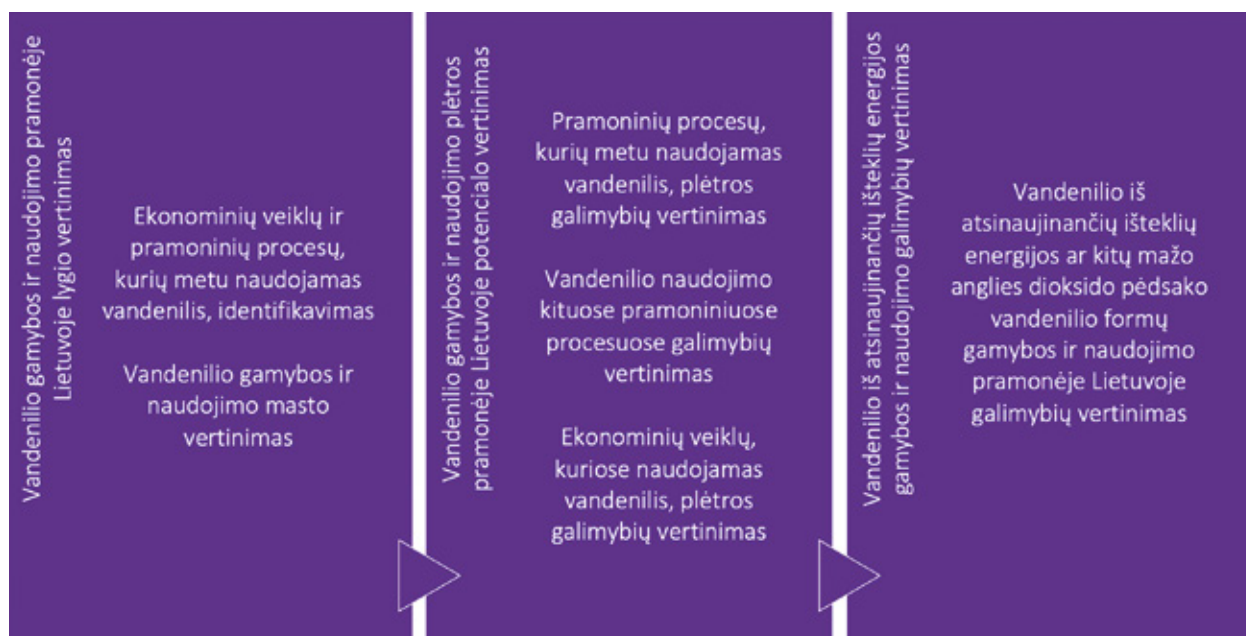 Vandenilio gamybos ir naudojimo pramonėje
Lietuvoje lygio vertinimas
Ekonominių veiklų ir
pramoninių procesų,
kurių metu naudojamas
vandenilis, identifikavimas
Vandenilio gamybos ir
naudojimo masto
vertinimas
Vandenilio gamybos ir naudojimo plėtros
pramonėje Lietuvoje potencialo vertinimas
Pramoninių procesų,
kurių metu naudojamas
vandenilis, plėtros
galimybių vertinimas
Vandenilio naudojimo
kituose pramoniniuose
procesuose galimybių
vertinimas
Ekonominių veiklų,
kuriose naudojamas
vandenilis, plėtros
galimybių vertinimas
Vandenilio iš atsinaujinančių išteklių energijos
gamybos ir naudojimo galimybių vertinimas
Vandenilio iš
atsinaujinančių išteklių
energijos ar kitų mažo
anglies dioksido pėdsako
vandenilio formų
gamybos ir naudojimo
pramonėje Lietuvoje
galimybių vertinimas